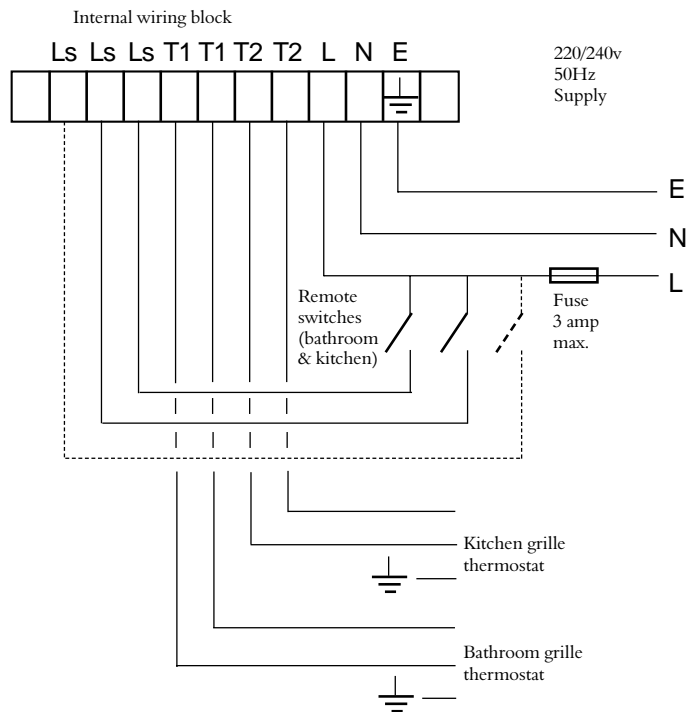 Internal wiring block
Ls Ls Ls T1 T1 T2 T2 L N E
220/240v
50Hz
Supply
E
N
L
Remote
switches
(bathroom
& kitchen)
Fuse
3 amp
max.
Kitchen grille
thermostat
Bathroom grille
thermostat